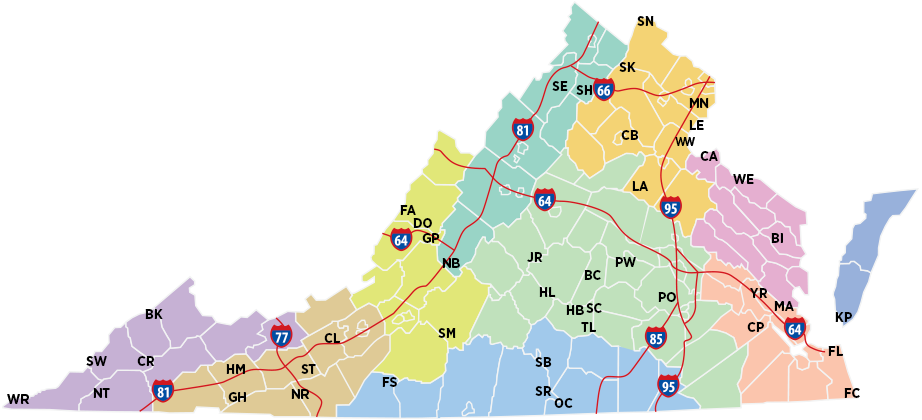 SN
SK
SE
SH
66
MN
81
LE
CB
WW
CA
WE
LA
64
95
FA
DO
GP
64
BI
NB
JR
PW
BC
HL
PO
YR
HB SC
MA
BK
KP
TL
CP
64
77
SM
CL
85
FL
SW
CR
SB
HM
ST
FS
95
81
NT
SR
NR
FC
GH
WR
OC